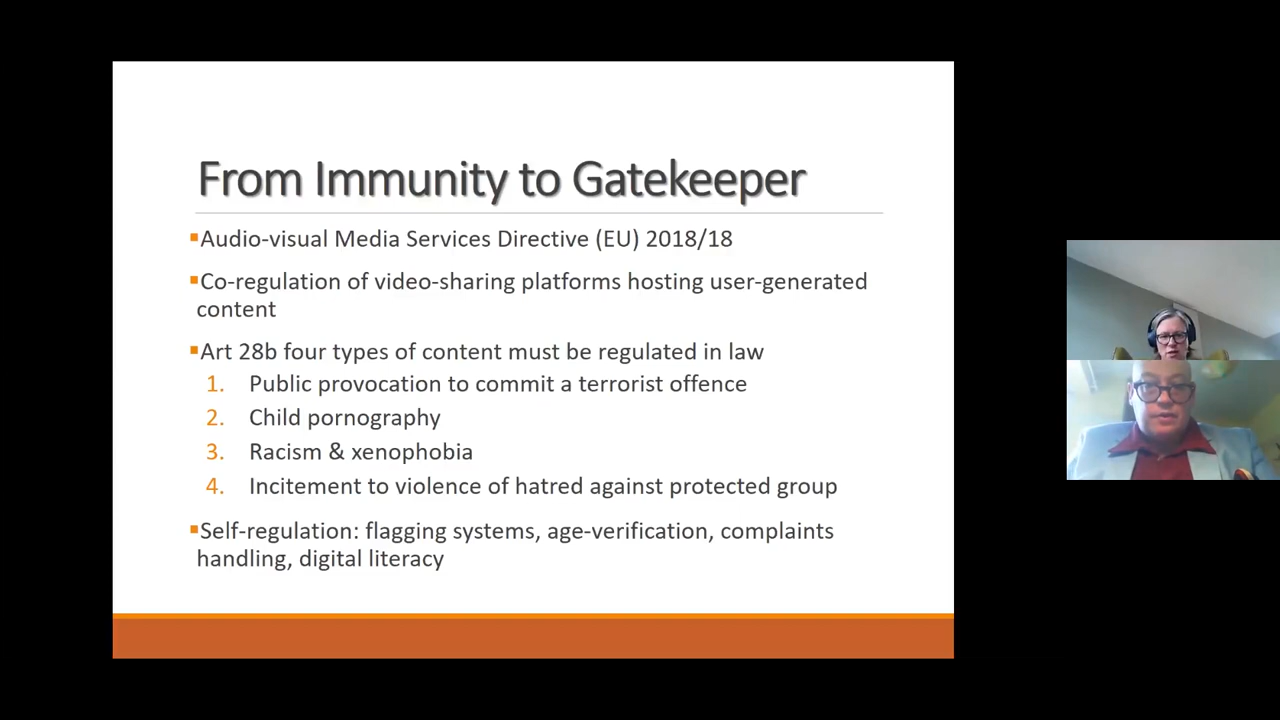 From Immunity to Gatekeeper
▪Audio-visual Media Services Directive (EU) 2018/18
▪Co-regulation of video-sharing platforms hosting user-generated
content
▪Art 28b four types of content must be regulated in law
1. Public provocation to commit a terrorist offence
2. Child pornography
3. Racism & xenophobia
4. Incitement to violence of hatred against protected group
▪Self-regulation: flagging systems, age-verification, complaints
handling, digital literacy